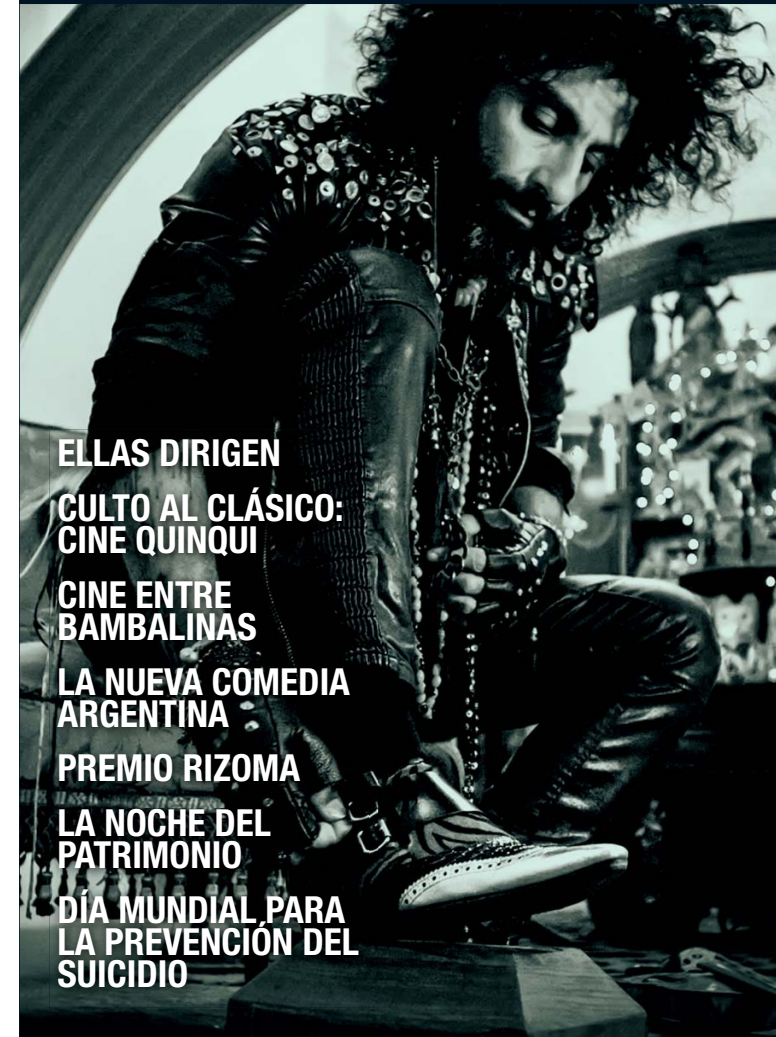 ELLAS DIRIGEN
CULTO AL CLÁSICO:
CINE QUINQUI
CINE ENTRE
BAMBALINAS
LA NUEVA COMEDIA
ARGENTINA
PREMIO RIZOMA
LA NOCHE DEL
PATRIMONIO
DÍA MUNDIAL PARA
LA PREVENCIÓN DEL
SUICIDIO